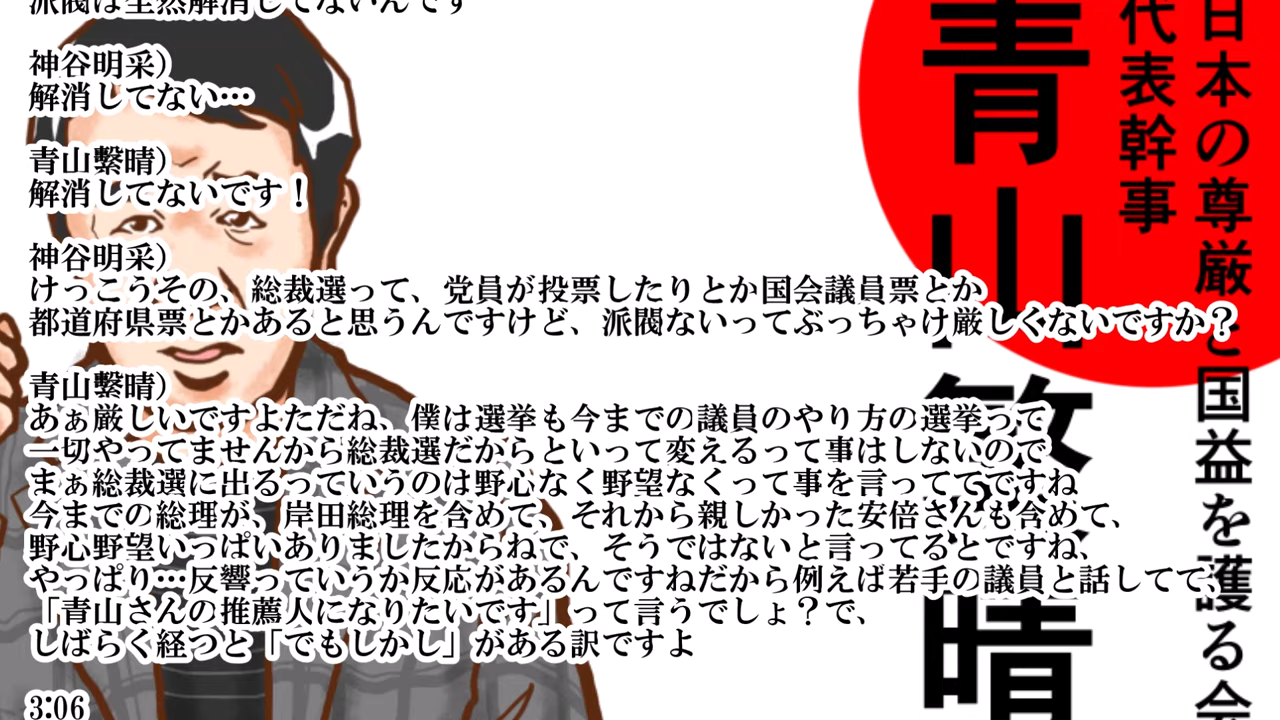 派閥は全然解消してないんです
神谷明采）
解消してない…
青山繋晴）
解消してないです！
神谷明采）
けっこうその、総裁選って、党員が投票したりとか国会議員票とか
都道府県票とかあると思うんですけど、派閥ないってぶっちゃけ厳しくないですか？
青山繋晴）
あぁ厳しいですよただね、僕は選挙も今までの議員のやり方の選挙って
一切やってませんから総裁選だからといって変えるって事はしないので
まぁ総裁選に出るっていうのは野心なく野望なくって事を言っててですね
今までの総理が、岸田総理を含めて、それから親しかった安倍さんも含めて、
野心野望いっぱいありましたからねで、そうではないと言ってるとですね、
やっぱり…反響っていうか反応があるんですねだから例えば若手の議員と話してて、
「青山さんの推薦人になりたいです」って言うでしょ？で、
しばらく経つと「でもしかし」がある訳ですよ
3:06
日本の尊厳と国益を護る会
代表幹事
青山繁晴